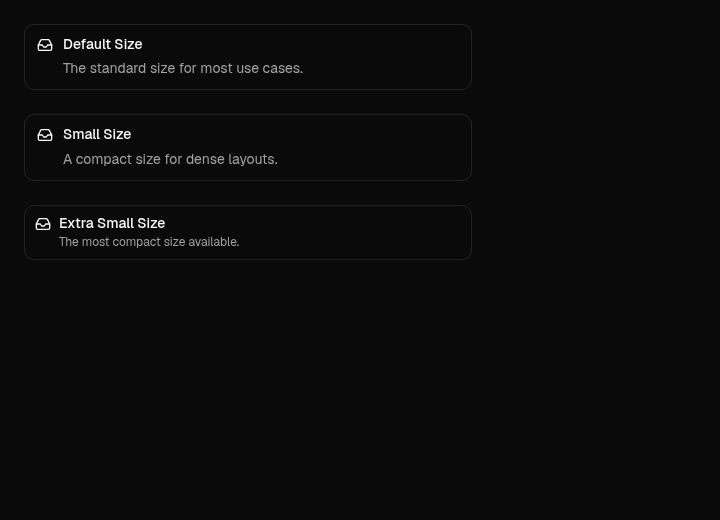 Default Size
The standard size for most use cases.
Small Size
A compact size for dense layouts.
Extra Small Size
The most compact size available.